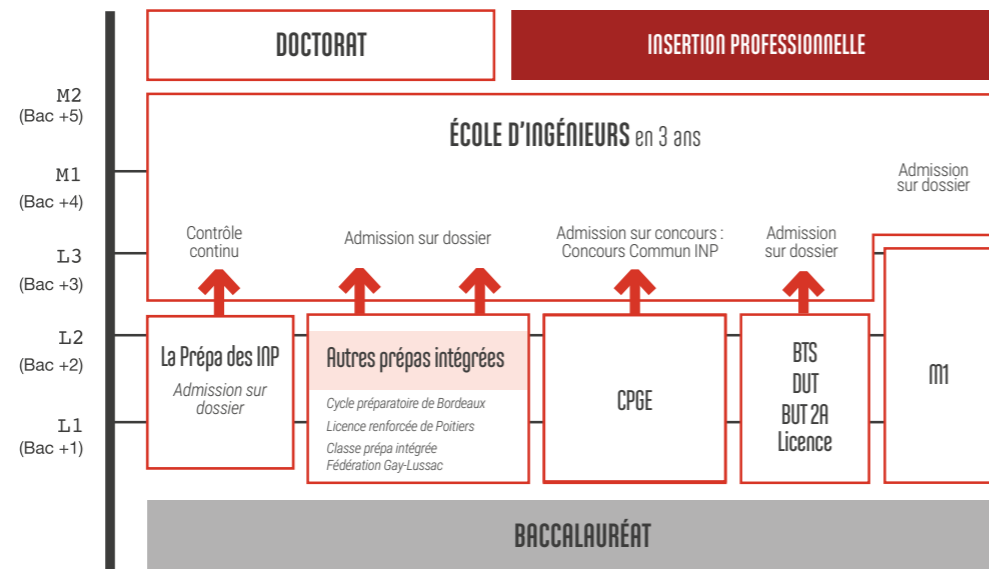 DOCTORAT
INSERTION PROFESSIONNELLE
M2
(Bac +5)
ÉCOLE D'INGÉNIEURS en 3 ans
M1
(Bac +4)
Admission
sur dossier
Contrôle
continu
Admission sur dossier
Admission sur concours :
Concours Commun INP
Admission
sur dossier
L3
(Bac +3)
L2
(Bac +2)
La Prépa des INP
Admission sur
dossier
Autres prépas intégrées
Cycle préparatoire de Bordeaux
Licence renforcée de Poitiers
Classe prépa intégrée
Fédération Gay-Lussac
CPGE
BTS
DUT
BUT 2A
Licence
M1
L1
(Bac +1)
BACCALAURÉAT